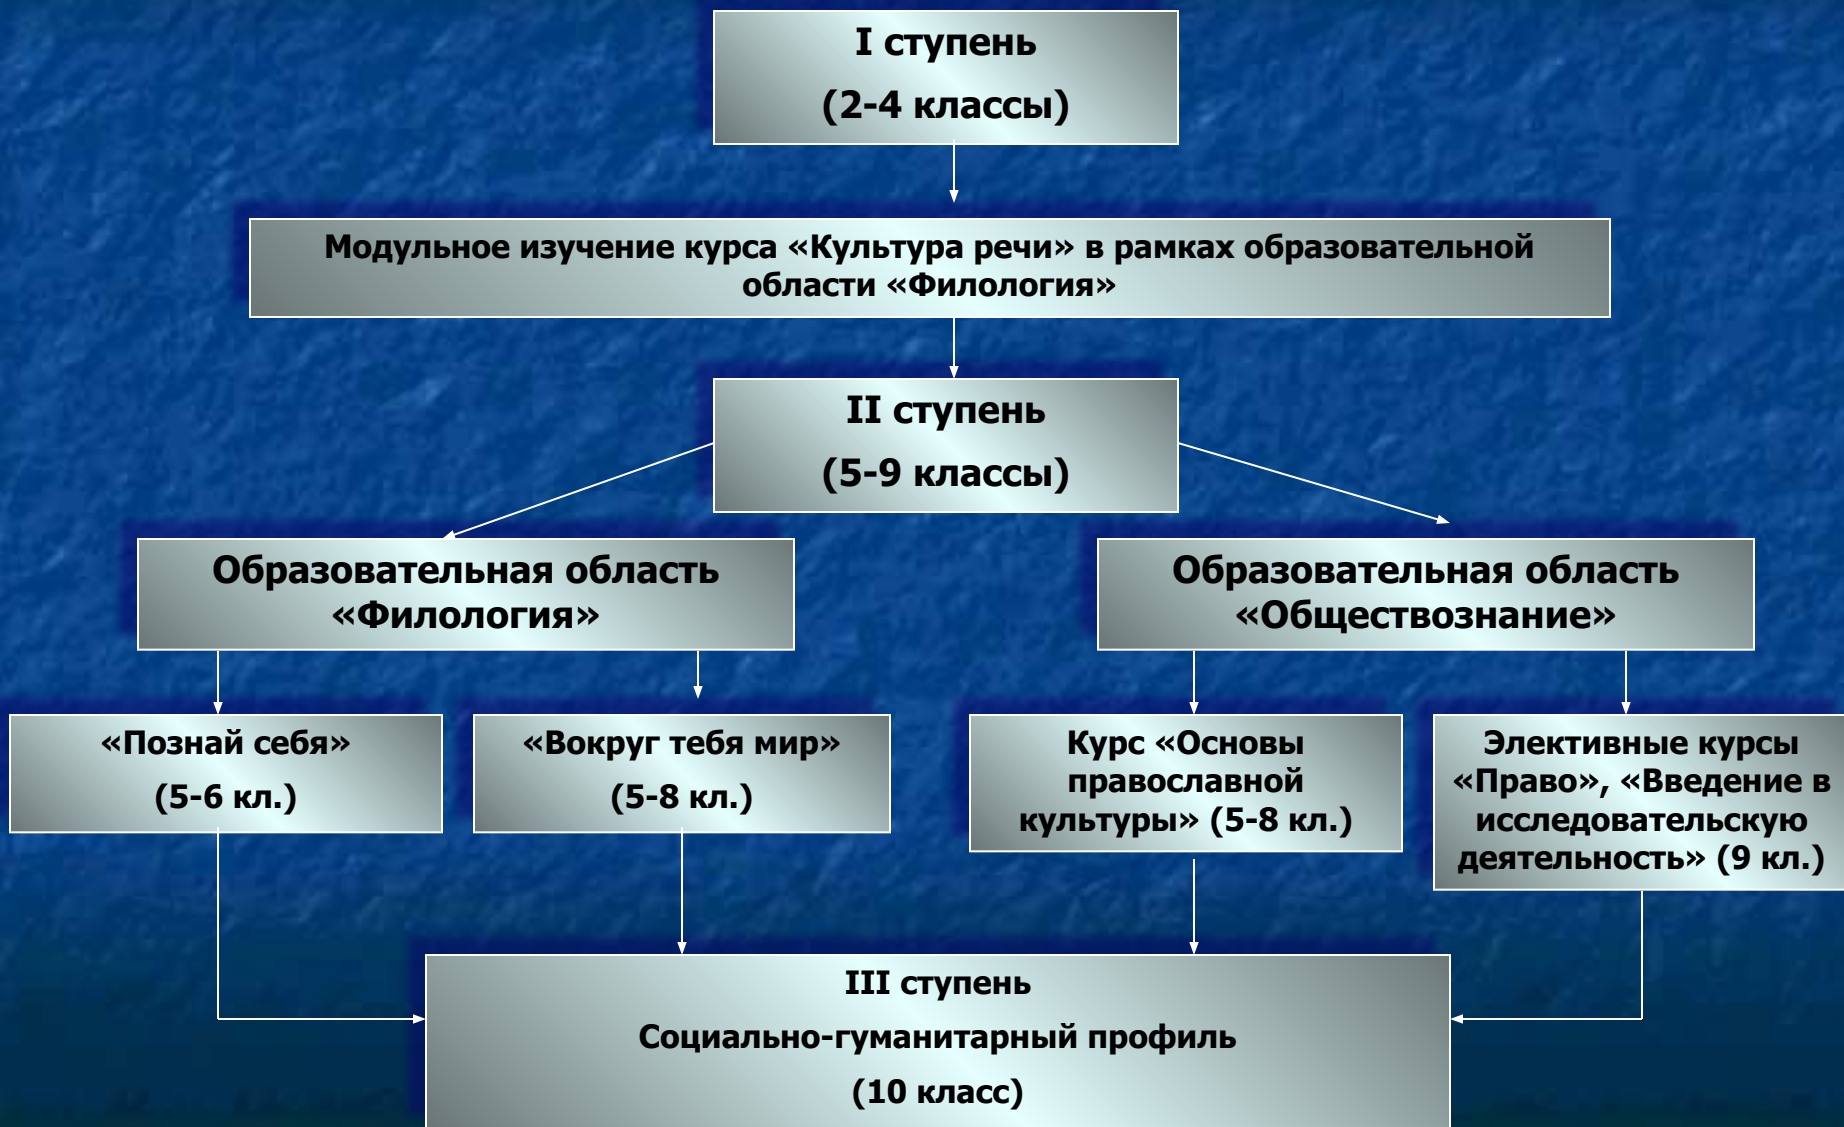 I ступень
(2-4 классы)
Модульное изучение курса «Культура речи» в рамках образовательной
области «Филология»
II ступень
(5-9 классы)
Образовательная область
«Филология»
Образовательная область
«Обществознание»
«Познай себя»
(5-6 кл.)
«Вокруг тебя мир»
(5-8 кл.)
Курс «Основы
православной
культуры» (5-8 кл.)
Элективные курсы
«Право», «Введение в
исследовательскую
деятельность» (9 кл.)
III ступень
Социально-гуманитарный профиль
(10 класс)